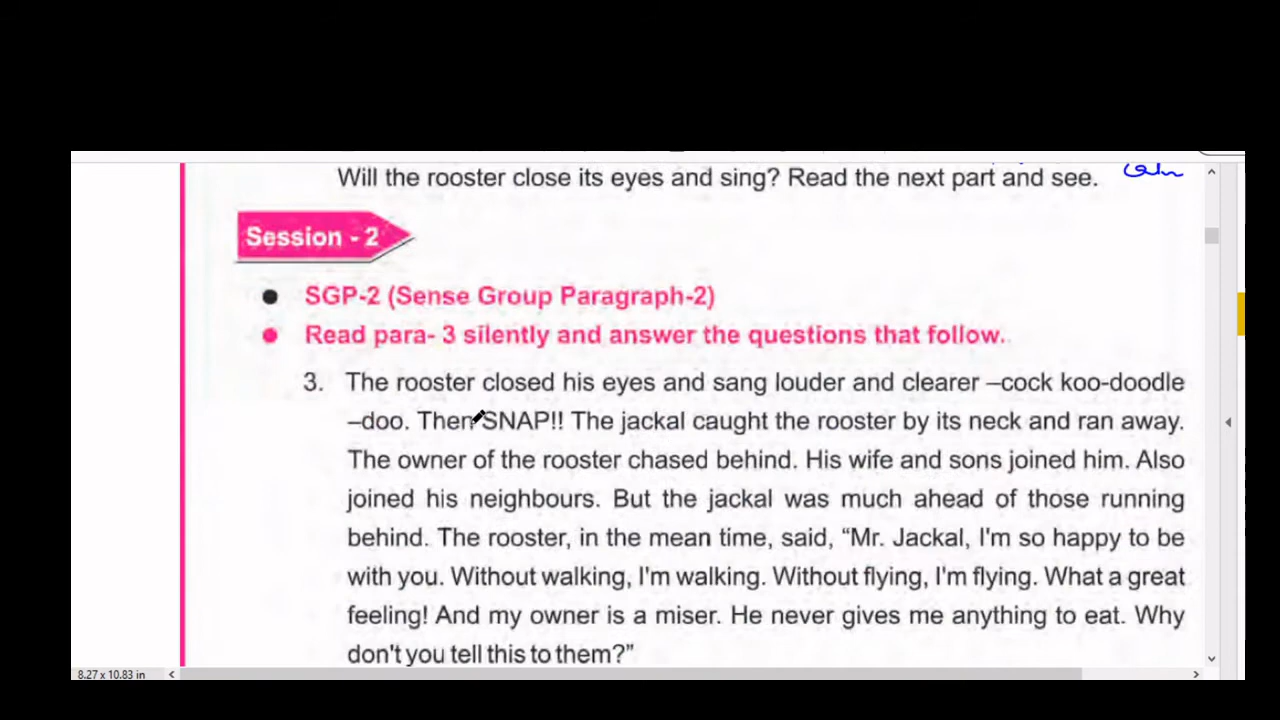 Will the rooster close its eyes and sing? Read the next part and see.
Session - 2
● SGP-2 (Sense Group Paragraph-2)
● Read para- 3 silently and answer the questions that follow.
3. The rooster closed his eyes and sang louder and clearer –cock koo-doodle
–doo. Then SNAP!! The jackal caught the rooster by its neck and ran away.
The owner of the rooster chased behind. His wife and sons joined him. Also
joined his neighbours. But the jackal was much ahead of those running
behind. The rooster, in the mean time, said, “Mr. Jackal, I'm so happy to be
with you. Without walking, I'm walking. Without flying, I'm flying. What a great
feeling! And my owner is a miser. He never gives me anything to eat. Why
don't you tell this to them?”
8.27 x 10.83 in